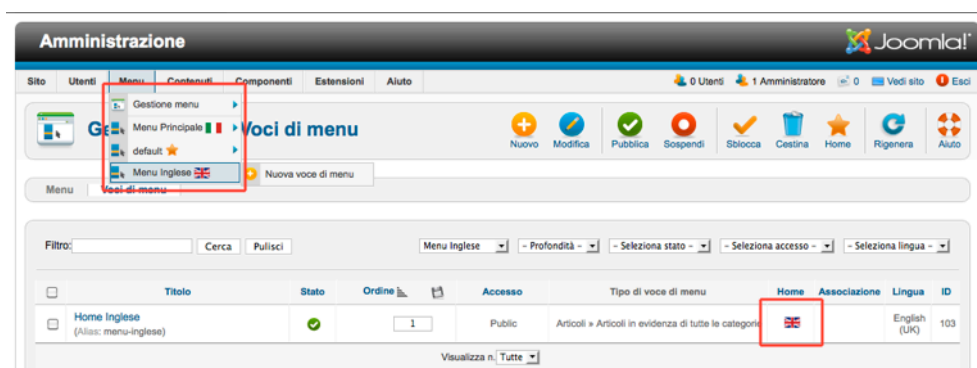 Amministrazione
Joomla!
Sito Utenti Menu Contenuti Componenti Estensioni Aiuto 0 Utenti 1 Amministratore 0 Vedi sito Esci
Gestione menu
Menu Principale
default
Menu Inglese
Nuova voce di menu
Voci di menu
Nuovo Modifica Pubblica Sospendi Sblocca Cestina Home Rigenera Aiuto
Menu Voci di menu
Filtro: Cerca Pulisci Menu Inglese - Profondità - - Seleziona stato - - Seleziona accesso - - Seleziona lingua -
Titolo Stato Ordine Accesso Tipo di voce di menu Home Associazione Lingua ID
Home Inglese
(Alias: menu-inglese)
1 Public Articoli » Articoli in evidenza di tutte le categorie English (UK) 103
Visualizza n. Tutte